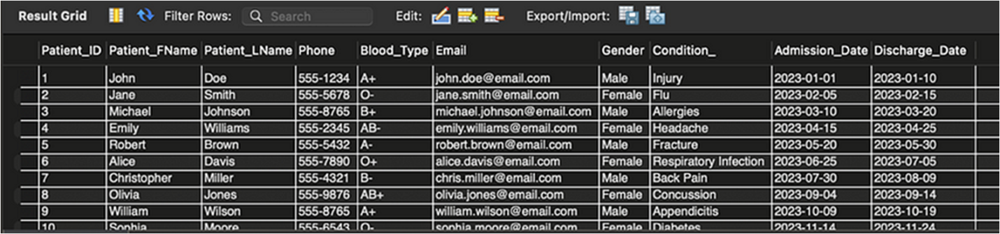 Result Grid Filter Rows: Search Edit: Export/Import:
Patient_ID Patient_FName Patient_LName Phone Blood_Type Email Gender Condition_ Admission_Date Discharge_Date
1 John Doe 555-1234 A+ john.doe@email.com Male Injury 2023-01-01 2023-01-10
2 Jane Smith 555-5678 O- jane.smith@email.com Female Flu 2023-02-05 2023-02-15
3 Michael Johnson 555-8765 B+ michael.johnson@email.com Male Allergies 2023-03-10 2023-03-20
4 Emily Williams 555-2345 AB- emily.williams@email.com Female Headache 2023-04-15 2023-04-25
5 Robert Brown 555-5432 A- robert.brown@email.com Male Fracture 2023-05-20 2023-05-30
6 Alice Davis 555-7890 O+ alice.davis@email.com Female Respiratory Infection 2023-06-25 2023-07-05
7 Christopher Miller 555-4321 B- chris.miller@email.com Male Back Pain 2023-07-30 2023-08-09
8 Olivia Jones 555-9876 AB+ olivia.jones@email.com Female Concussion 2023-09-04 2023-09-14
9 William Wilson 555-8765 A+ william.wilson@email.com Male Appendicitis 2023-10-09 2023-10-19
10 Sophia Moore 555-6543 O- sophia.moore@email.com Female Diabetes 2023-11-14 2023-11-24